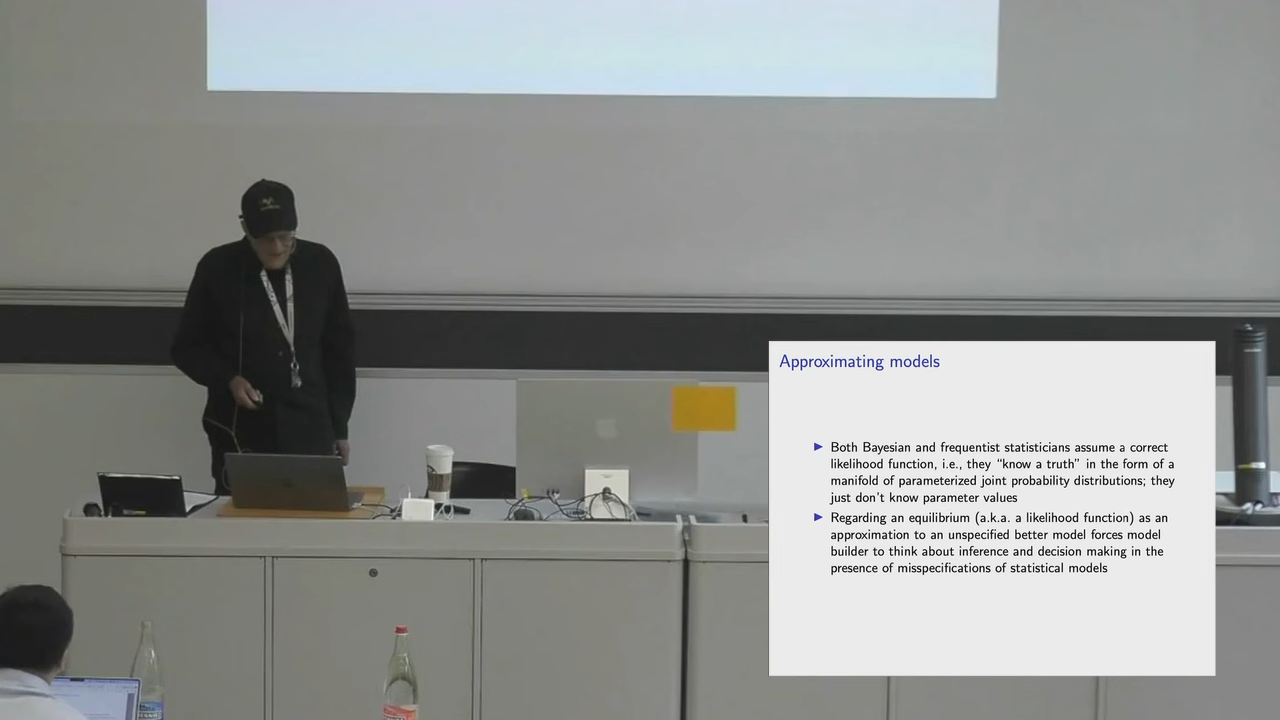 Approximating models
Both Bayesian and frequentist statisticians assume a correct
likelihood function, i.e., they “know a truth” in the form of a
manifold of parameterized joint probability distributions; they
just don’t know parameter values
Regarding an equilibrium (a.k.a. a likelihood function) as an
approximation to an unspecified better model forces model
builder to think about inference and decision making in the
presence of misspecifications of statistical models